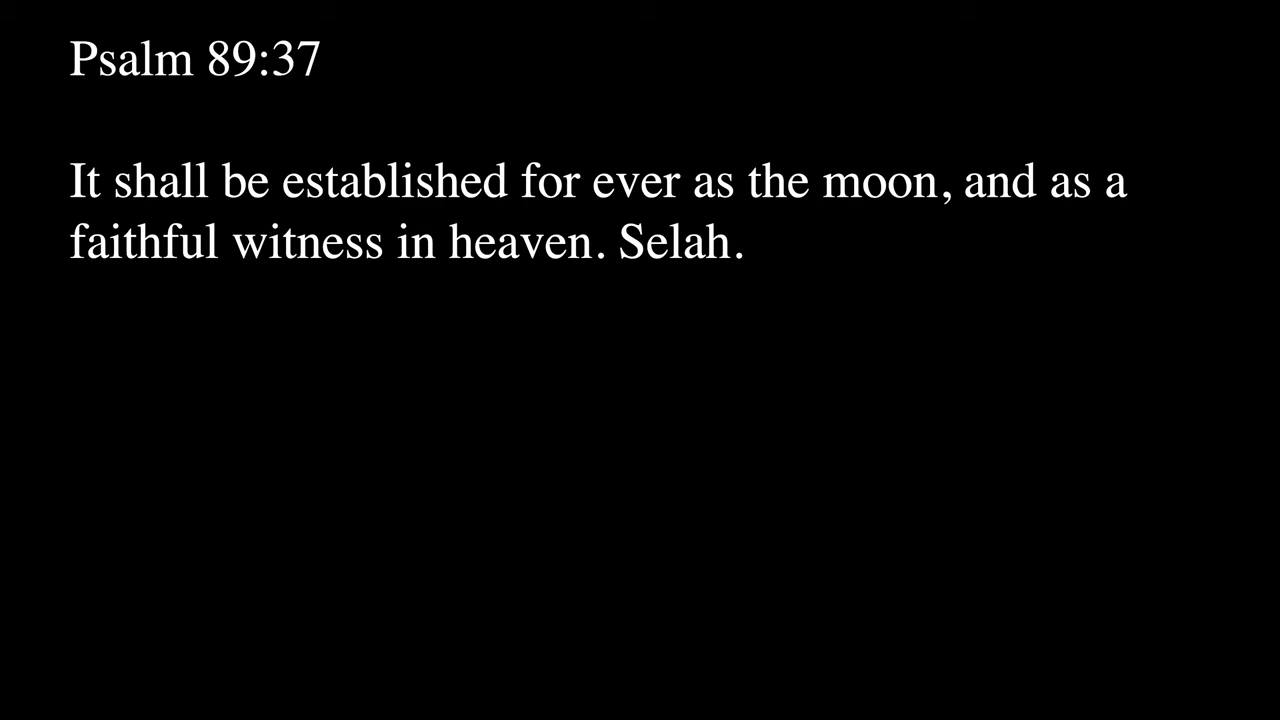 Psalm 89:37
It shall be established for ever as the moon, and as a
faithful witness in heaven. Selah.